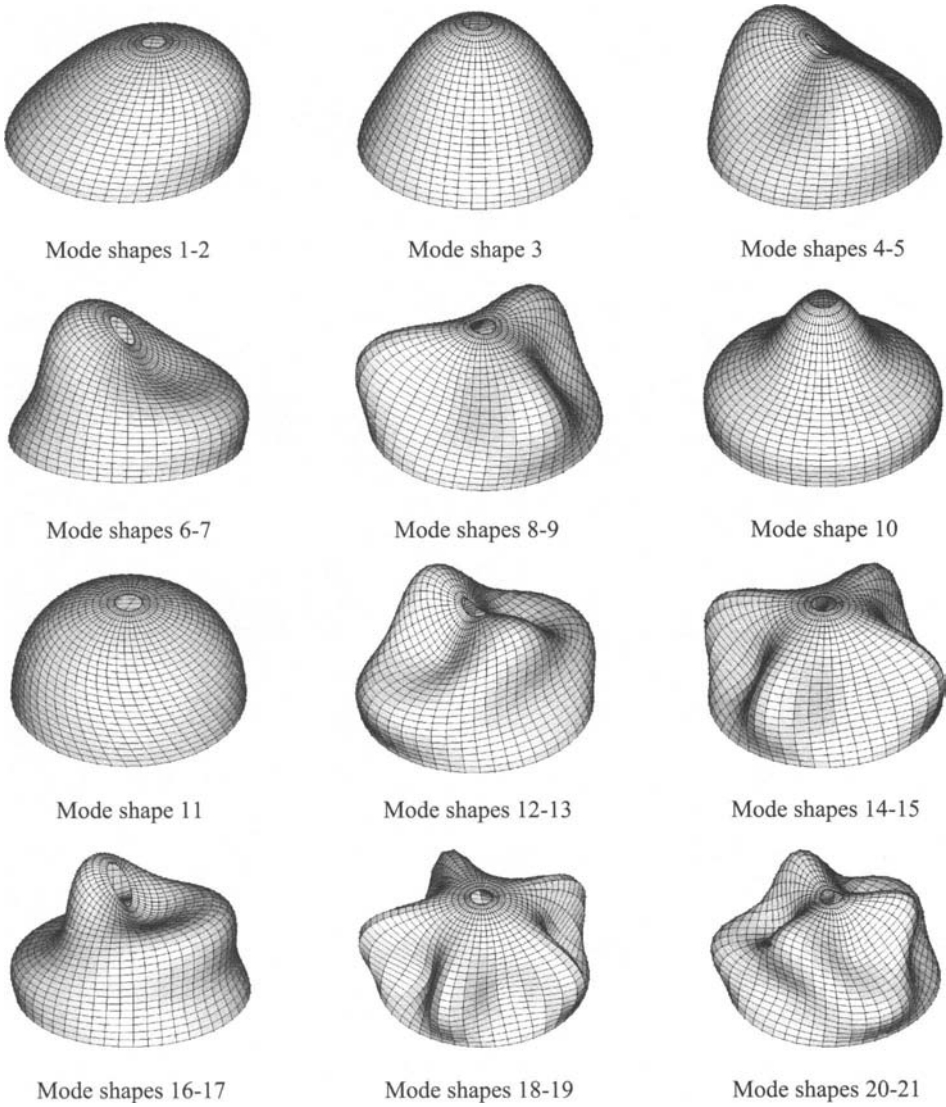 Mode shapes 1-2
Mode shape 3
Mode shapes 4-5
Mode shapes 6-7
Mode shapes 8-9
Mode shape 10
Mode shape 11
Mode shapes 12-13
Mode shapes 14-15
Mode shapes 16-17
Mode shapes 18-19
Mode shapes 20-21